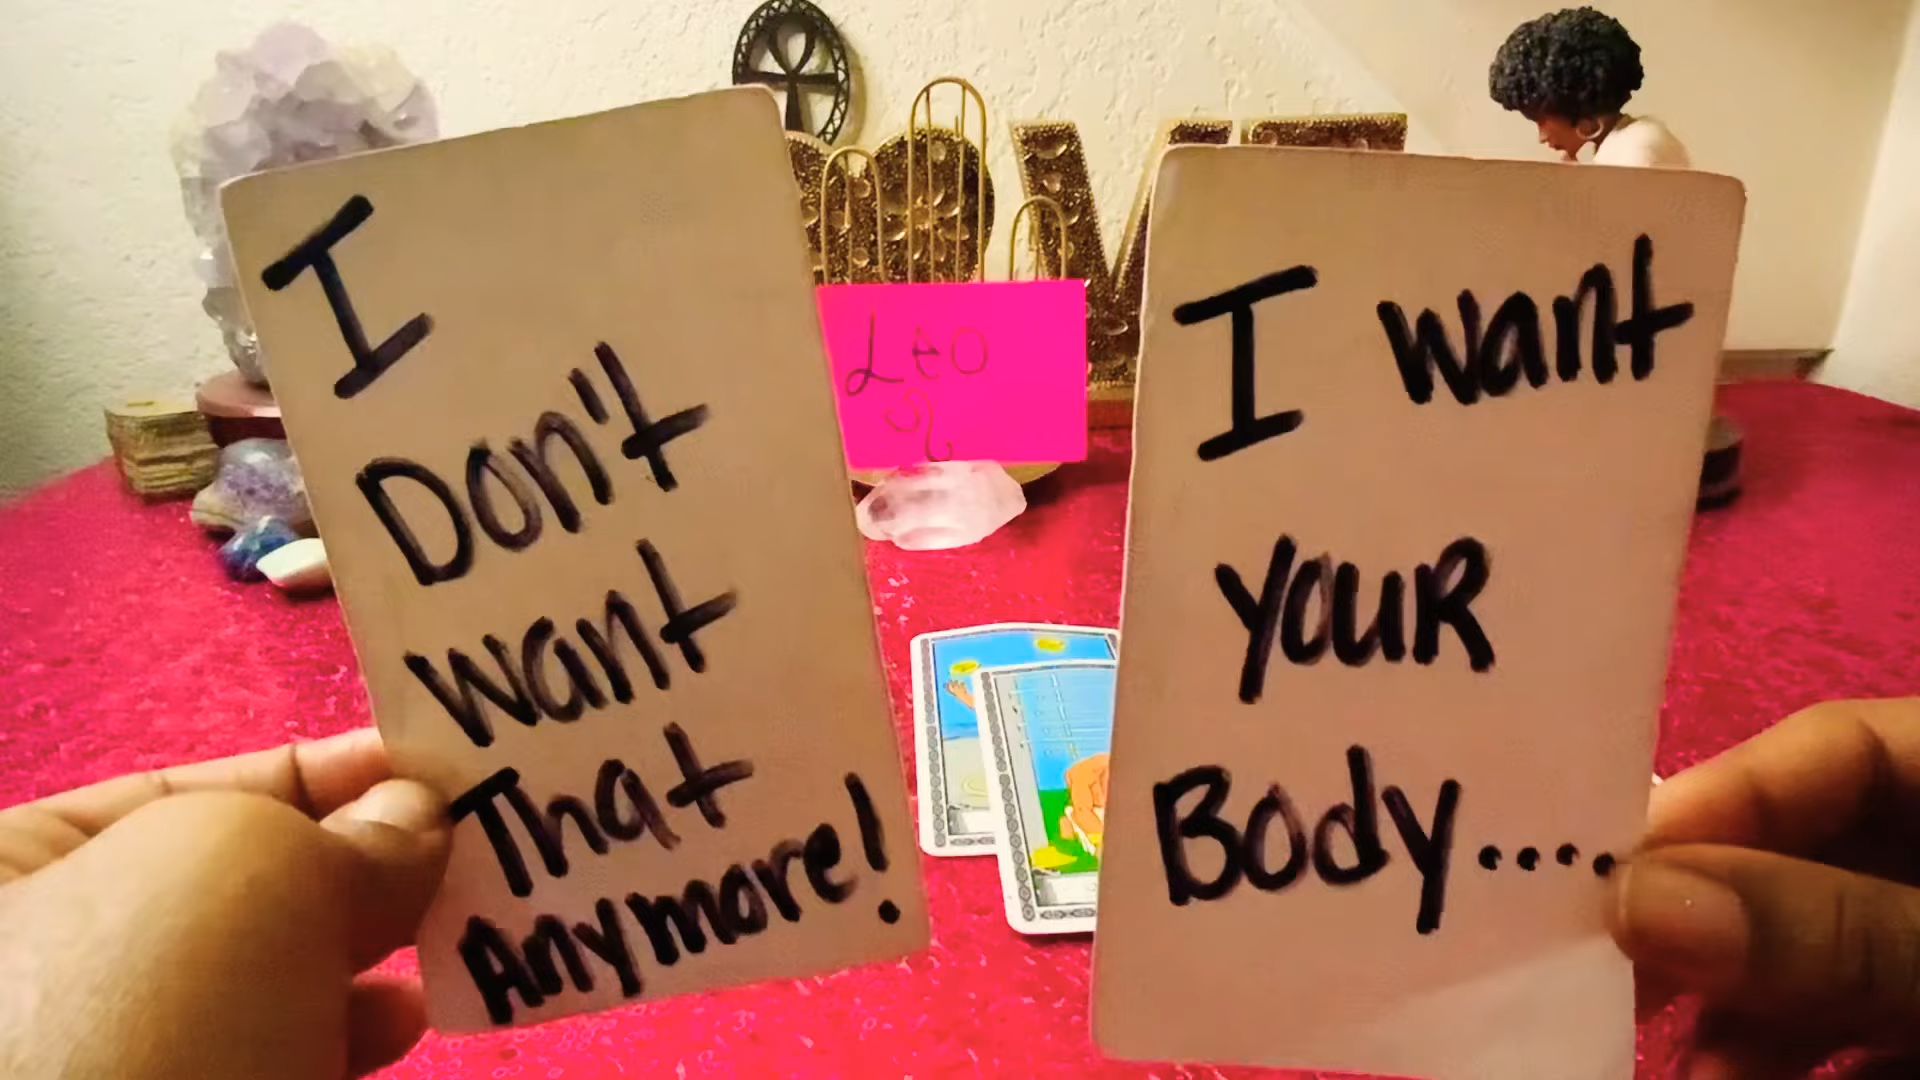 I
Don't
want
That
Anymore!
Leo
♌
I want
YOUR
Body....